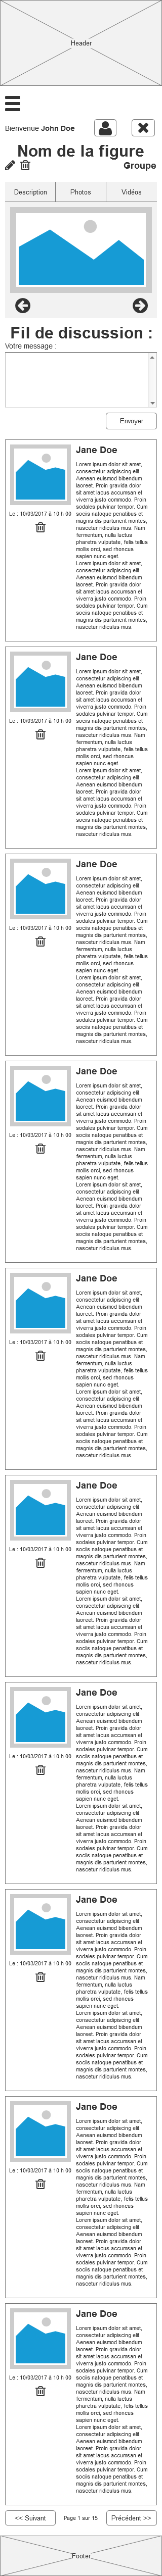 Header
Bienvenue John Doe
Nom de la figure
Groupe
Description
Photos
Vidéos
Fil de discussion :
Votre message :
Envoyer
Jane Doe
Lorem ipsum dolor sit amet,
consectetur adipiscing elit.
Aenean euismod bibendum
laoreet. Proin gravida dolor
sit amet lacus accumsan et
viverra justo commodo. Proin
sodales pulvinar tempor. Cum
sociis natoque penatibus et
magnis dis parturient montes,
nascetur ridiculus mus. Nam
fermentum, nulla luctus
pharetra vulputate, felis tellus
mollis orci, sed rhoncus
sapien nunc eget.
Lorem ipsum dolor sit amet,
consectetur adipiscing elit.
Aenean euismod bibendum
laoreet. Proin gravida dolor
sit amet lacus accumsan et
viverra justo commodo. Proin
sodales pulvinar tempor. Cum
sociis natoque penatibus et
magnis dis parturient montes,
nascetur ridiculus mus.
Le : 10/03/2017 à 10 h 00
Jane Doe
Lorem ipsum dolor sit amet,
consectetur adipiscing elit.
Aenean euismod bibendum
laoreet. Proin gravida dolor
sit amet lacus accumsan et
viverra justo commodo. Proin
sodales pulvinar tempor. Cum
sociis natoque penatibus et
magnis dis parturient montes,
nascetur ridiculus mus. Nam
fermentum, nulla luctus
pharetra vulputate, felis tellus
mollis orci, sed rhoncus
sapien nunc eget.
Lorem ipsum dolor sit amet,
consectetur adipiscing elit.
Aenean euismod bibendum
laoreet. Proin gravida dolor
sit amet lacus accumsan et
viverra justo commodo. Proin
sodales pulvinar tempor. Cum
sociis natoque penatibus et
magnis dis parturient montes,
nascetur ridiculus mus.
Le : 10/03/2017 à 10 h 00
Jane Doe
Lorem ipsum dolor sit amet,
consectetur adipiscing elit.
Aenean euismod bibendum
laoreet. Proin gravida dolor
sit amet lacus accumsan et
viverra justo commodo. Proin
sodales pulvinar tempor. Cum
sociis natoque penatibus et
magnis dis parturient montes,
nascetur ridiculus mus. Nam
fermentum, nulla luctus
pharetra vulputate, felis tellus
mollis orci, sed rhoncus
sapien nunc eget.
Lorem ipsum dolor sit amet,
consectetur adipiscing elit.
Aenean euismod bibendum
laoreet. Proin gravida dolor
sit amet lacus accumsan et
viverra justo commodo. Proin
sodales pulvinar tempor. Cum
sociis natoque penatibus et
magnis dis parturient montes,
nascetur ridiculus mus.
Le : 10/03/2017 à 10 h 00
Jane Doe
Lorem ipsum dolor sit amet,
consectetur adipiscing elit.
Aenean euismod bibendum
laoreet. Proin gravida dolor
sit amet lacus accumsan et
viverra justo commodo. Proin
sodales pulvinar tempor. Cum
sociis natoque penatibus et
magnis dis parturient montes,
nascetur ridiculus mus. Nam
fermentum, nulla luctus
pharetra vulputate, felis tellus
mollis orci, sed rhoncus
sapien nunc eget.
Lorem ipsum dolor sit amet,
consectetur adipiscing elit.
Aenean euismod bibendum
laoreet. Proin gravida dolor
sit amet lacus accumsan et
viverra justo commodo. Proin
sodales pulvinar tempor. Cum
sociis natoque penatibus et
magnis dis parturient montes,
nascetur ridiculus mus.
Le : 10/03/2017 à 10 h 00
Jane Doe
Lorem ipsum dolor sit amet,
consectetur adipiscing elit.
Aenean euismod bibendum
laoreet. Proin gravida dolor
sit amet lacus accumsan et
viverra justo commodo. Proin
sodales pulvinar tempor. Cum
sociis natoque penatibus et
magnis dis parturient montes,
nascetur ridiculus mus. Nam
fermentum, nulla luctus
pharetra vulputate, felis tellus
mollis orci, sed rhoncus
sapien nunc eget.
Lorem ipsum dolor sit amet,
consectetur adipiscing elit.
Aenean euismod bibendum
laoreet. Proin gravida dolor
sit amet lacus accumsan et
viverra justo commodo. Proin
sodales pulvinar tempor. Cum
sociis natoque penatibus et
magnis dis parturient montes,
nascetur ridiculus mus.
Le : 10/03/2017 à 10 h 00
Jane Doe
Lorem ipsum dolor sit amet,
consectetur adipiscing elit.
Aenean euismod bibendum
laoreet. Proin gravida dolor
sit amet lacus accumsan et
viverra justo commodo. Proin
sodales pulvinar tempor. Cum
sociis natoque penatibus et
magnis dis parturient montes,
nascetur ridiculus mus. Nam
fermentum, nulla luctus
pharetra vulputate, felis tellus
mollis orci, sed rhoncus
sapien nunc eget.
Lorem ipsum dolor sit amet,
consectetur adipiscing elit.
Aenean euismod bibendum
laoreet. Proin gravida dolor
sit amet lacus accumsan et
viverra justo commodo. Proin
sodales pulvinar tempor. Cum
sociis natoque penatibus et
magnis dis parturient montes,
nascetur ridiculus mus.
Le : 10/03/2017 à 10 h 00
Jane Doe
Lorem ipsum dolor sit amet,
consectetur adipiscing elit.
Aenean euismod bibendum
laoreet. Proin gravida dolor
sit amet lacus accumsan et
viverra justo commodo. Proin
sodales pulvinar tempor. Cum
sociis natoque penatibus et
magnis dis parturient montes,
nascetur ridiculus mus. Nam
fermentum, nulla luctus
pharetra vulputate, felis tellus
mollis orci, sed rhoncus
sapien nunc eget.
Lorem ipsum dolor sit amet,
consectetur adipiscing elit.
Aenean euismod bibendum
laoreet. Proin gravida dolor
sit amet lacus accumsan et
viverra justo commodo. Proin
sodales pulvinar tempor. Cum
sociis natoque penatibus et
magnis dis parturient montes,
nascetur ridiculus mus.
Le : 10/03/2017 à 10 h 00
Jane Doe
Lorem ipsum dolor sit amet,
consectetur adipiscing elit.
Aenean euismod bibendum
laoreet. Proin gravida dolor
sit amet lacus accumsan et
viverra justo commodo. Proin
sodales pulvinar tempor. Cum
sociis natoque penatibus et
magnis dis parturient montes,
nascetur ridiculus mus. Nam
fermentum, nulla luctus
pharetra vulputate, felis tellus
mollis orci, sed rhoncus
sapien nunc eget.
Lorem ipsum dolor sit amet,
consectetur adipiscing elit.
Aenean euismod bibendum
laoreet. Proin gravida dolor
sit amet lacus accumsan et
viverra justo commodo. Proin
sodales pulvinar tempor. Cum
sociis natoque penatibus et
magnis dis parturient montes,
nascetur ridiculus mus.
Le : 10/03/2017 à 10 h 00
Jane Doe
Lorem ipsum dolor sit amet,
consectetur adipiscing elit.
Aenean euismod bibendum
laoreet. Proin gravida dolor
sit amet lacus accumsan et
viverra justo commodo. Proin
sodales pulvinar tempor. Cum
sociis natoque penatibus et
magnis dis parturient montes,
nascetur ridiculus mus. Nam
fermentum, nulla luctus
pharetra vulputate, felis tellus
mollis orci, sed rhoncus
sapien nunc eget.
Lorem ipsum dolor sit amet,
consectetur adipiscing elit.
Aenean euismod bibendum
laoreet. Proin gravida dolor
sit amet lacus accumsan et
viverra justo commodo. Proin
sodales pulvinar tempor. Cum
sociis natoque penatibus et
magnis dis parturient montes,
nascetur ridiculus mus.
Le : 10/03/2017 à 10 h 00
Jane Doe
Lorem ipsum dolor sit amet,
consectetur adipiscing elit.
Aenean euismod bibendum
laoreet. Proin gravida dolor
sit amet lacus accumsan et
viverra justo commodo. Proin
sodales pulvinar tempor. Cum
sociis natoque penatibus et
magnis dis parturient montes,
nascetur ridiculus mus. Nam
fermentum, nulla luctus
pharetra vulputate, felis tellus
mollis orci, sed rhoncus
sapien nunc eget.
Lorem ipsum dolor sit amet,
consectetur adipiscing elit.
Aenean euismod bibendum
laoreet. Proin gravida dolor
sit amet lacus accumsan et
viverra justo commodo. Proin
sodales pulvinar tempor. Cum
sociis natoque penatibus et
magnis dis parturient montes,
nascetur ridiculus mus.
Le : 10/03/2017 à 10 h 00
<< Suivant
Page 1 sur 15
Précédent >>
Footer